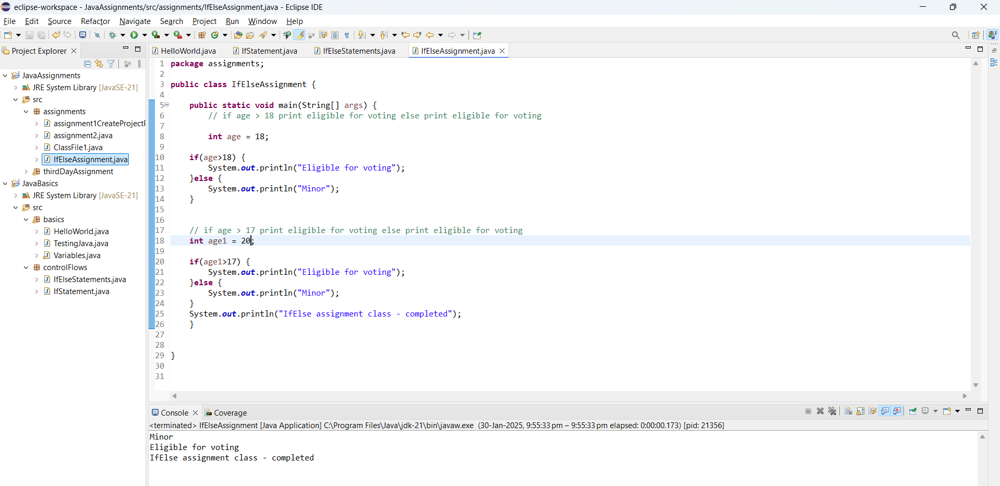 eclipse-workspace - JavaAssignments/src/assignments/IfElseAssignment.java - Eclipse IDE
File Edit Source Refactor Navigate Search Project Run Window Help
Project Explorer
JavaAssignments
JRE System Library [JavaSE-21]
src
assignments
assignment1CreateProject
assignment2.java
ClassFile1.java
IfElseAssignment.java
thirdDayAssignment
JavaBasics
JRE System Library [JavaSE-21]
src
basics
HelloWorld.java
TestingJava.java
Variables.java
controlFlows
IfElseStatements.java
IfStatement.java
HelloWorld.java IfStatement.java IfElseStatements.java IfElseAssignment.java
1 package assignments;
2
3 public class IfElseAssignment {
4
5 public static void main(String[] args) {
6 // if age > 18 print eligible for voting else print eligible for voting
7
8 int age = 18;
9
10 if(age>18) {
11 System.out.println("Eligible for voting");
12 }else {
13 System.out.println("Minor");
14 }
15
16
17 // if age > 17 print eligible for voting else print eligible for voting
18 int age1 = 20;
19
20 if(age1>17) {
21 System.out.println("Eligible for voting");
22 }else {
23 System.out.println("Minor");
24 }
25 System.out.println("IfElse assignment class - completed");
26 }
27
28
29 }
30
31
Console Coverage
<terminated> IfElseAssignment [Java Application] C:\Program Files\Java\jdk-21\bin\javaw.exe (30-Jan-2025, 9:55:33 pm – 9:55:33 pm elapsed: 0:00:00.173) [pid: 21356]
Minor
Eligible for voting
IfElse assignment class - completed